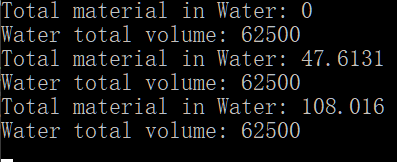 Total material in Water: 0
Water total volume: 62500
Total material in Water: 47.6131
Water total volume: 62500
Total material in Water: 108.016
Water total volume: 62500